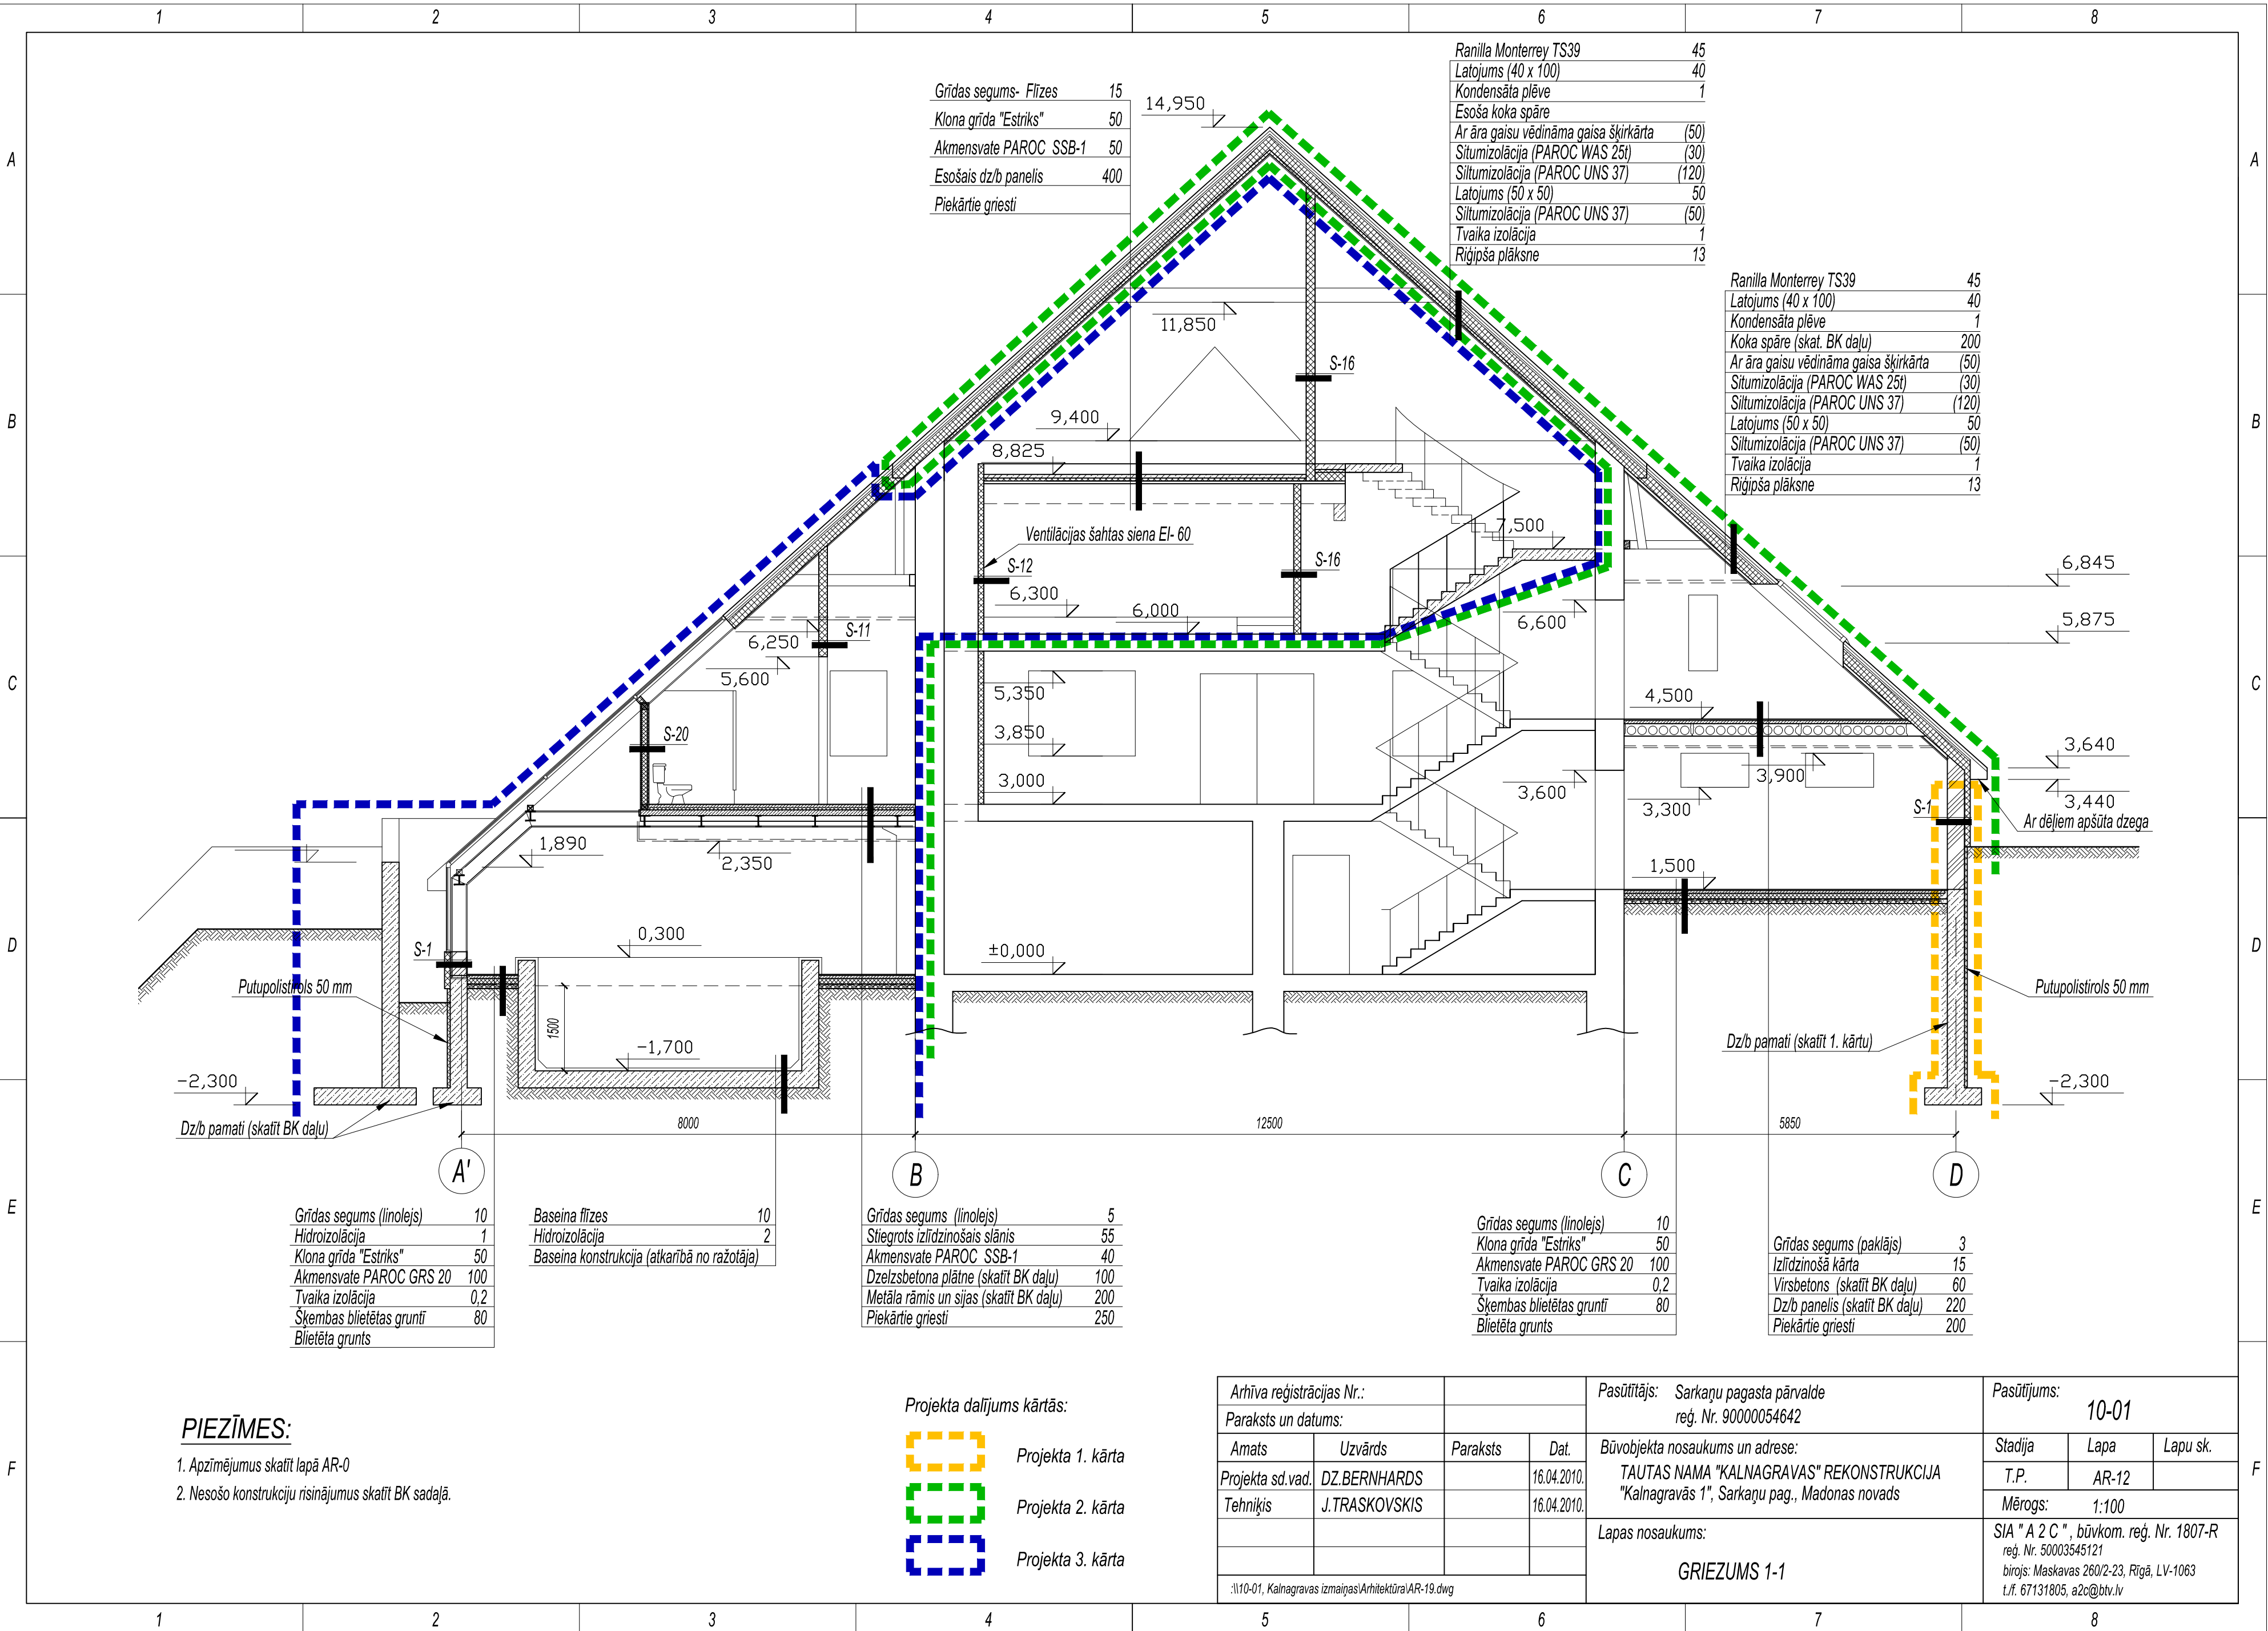 1 2 3 4 5 6 7 8
A A
B B
C C
D D
E E
F F
Grīdas segums- Flīzes 15
Klona grīda "Estriks" 50
Akmensvate PAROC SSB-1 50
Esošais dz/b panelis 400
Piekārtie griesti
Ranilla Monterrey TS39 45
Latojums (40 x 100) 40
Kondensāta plēve 1
Esoša koka spāre
Ar āra gaisu vēdināma gaisa šķirkārta (50)
Situmizolācija (PAROC WAS 25t) (30)
Siltumizolācija (PAROC UNS 37) (120)
Latojums (50 x 50) 50
Siltumizolācija (PAROC UNS 37) (50)
Tvaika izolācija 1
Riģipša plāksne 13
Ranilla Monterrey TS39 45
Latojums (40 x 100) 40
Kondensāta plēve 1
Koka spāre (skat. BK daļu) 200
Ar āra gaisu vēdināma gaisa šķirkārta (50)
Situmizolācija (PAROC WAS 25t) (30)
Siltumizolācija (PAROC UNS 37) (120)
Latojums (50 x 50) 50
Siltumizolācija (PAROC UNS 37) (50)
Tvaika izolācija 1
Riģipša plāksne 13
14,950
11,850
S-16
9,400
8,825
Ventilācijas šahtas siena EI- 60
7,500
S-12
S-16
6,300
6,000
6,600
6,845
5,875
6,250
S-11
5,600
5,350
4,500
S-20
3,850
3,640
3,900
3,000
3,600
3,300
3,440
S-1
Ar dēļiem apšūta dzega
1,890
2,350
1,500
0,300
±0,000
S-1
Putupolistirols 50 mm
Putupolistirols 50 mm
1500
-1,700
Dz/b pamati (skatīt 1. kārtu)
-2,300
-2,300
Dz/b pamati (skatīt BK daļu)
8000
12500
5850
A'
B
C
D
Grīdas segums (linolejs) 10
Hidroizolācija 1
Klona grīda "Estriks" 50
Akmensvate PAROC GRS 20 100
Tvaika izolācija 0,2
Šķembas blietētas gruntī 80
Blietēta grunts
Baseina flīzes 10
Hidroizolācija 2
Baseina konstrukcija (atkarībā no ražotāja)
Grīdas segums (linolejs) 5
Stiegrots izlīdzinošais slānis 55
Akmensvate PAROC SSB-1 40
Dzelzsbetona plātne (skatīt BK daļu) 100
Metāla rāmis un sijas (skatīt BK daļu) 200
Piekārtie griesti 250
Grīdas segums (linolejs) 10
Klona grīda "Estriks" 50
Akmensvate PAROC GRS 20 100
Tvaika izolācija 0,2
Šķembas blietētas gruntī 80
Blietēta grunts
Grīdas segums (paklājs) 3
Izlīdzinošā kārta 15
Virsbetons (skatīt BK daļu) 60
Dz/b panelis (skatīt BK daļu) 220
Piekārtie griesti 200
PIEZĪMES:
1. Apzīmējumus skatīt lapā AR-0
2. Nesošo konstrukciju risinājumus skatīt BK sadaļā.
Projekta dalījums kārtās:
Projekta 1. kārta
Projekta 2. kārta
Projekta 3. kārta
Arhīva reģistrācijas Nr.:
Paraksts un datums:
Amats Uzvārds Paraksts Dat.
Projekta sd.vad. DZ.BERNHARDS 16.04.2010.
Tehniķis J.TRASKOVSKIS 16.04.2010.
:\\10-01, Kalnagravas izmaiņas\Arhitektūra\AR-19.dwg
Pasūtītājs: Sarkaņu pagasta pārvalde
reģ. Nr. 90000054642
Būvobjekta nosaukums un adrese:
TAUTAS NAMA "KALNAGRAVAS" REKONSTRUKCIJA
"Kalnagravās 1", Sarkaņu pag., Madonas novads
Lapas nosaukums:
GRIEZUMS 1-1
Pasūtījums:
10-01
Stadija Lapa Lapu sk.
T.P. AR-12
Mērogs: 1:100
SIA " A 2 C " , būvkom. reģ. Nr. 1807-R
reģ. Nr. 50003545121
birojs: Maskavas 260/2-23, Rīgā, LV-1063
t./f. 67131805, a2c@btv.lv
1 2 3 4 5 6 7 8